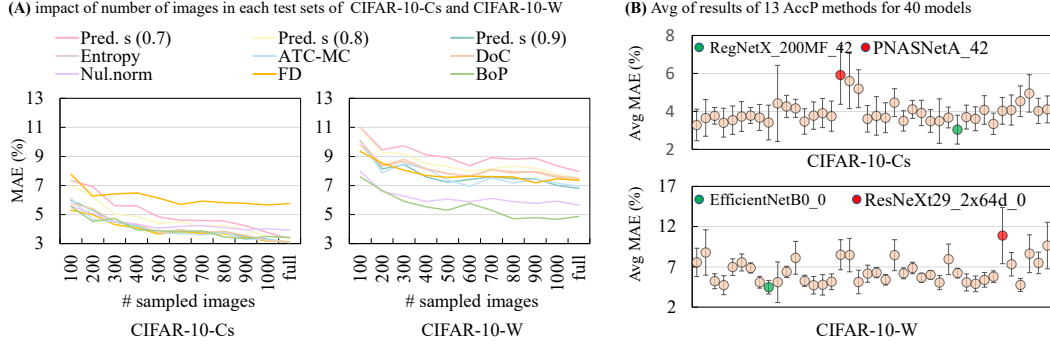 (A) impact of number of images in each test sets of CIFAR-10-Cs and CIFAR-10-W
Pred. s (0.7) Pred. s (0.8) Pred. s (0.9)
Entropy ATC-MC DoC
Nul.norm FD BoP
MAE (%)
13
11
9
7
5
3
100 200 300 400 500 600 700 800 900 1000 full
# sampled images
CIFAR-10-Cs
13
11
9
7
5
3
100 200 300 400 500 600 700 800 900 1000 full
# sampled images
CIFAR-10-W
(B) Avg of results of 13 AccP methods for 40 models
RegNetX_200MF_42 PNASNetA_42
Avg MAE (%)
8
6
4
2
CIFAR-10-Cs
EfficientNetB0_0 ResNeXt29_2x64d_0
Avg MAE (%)
17
12
7
2
CIFAR-10-W